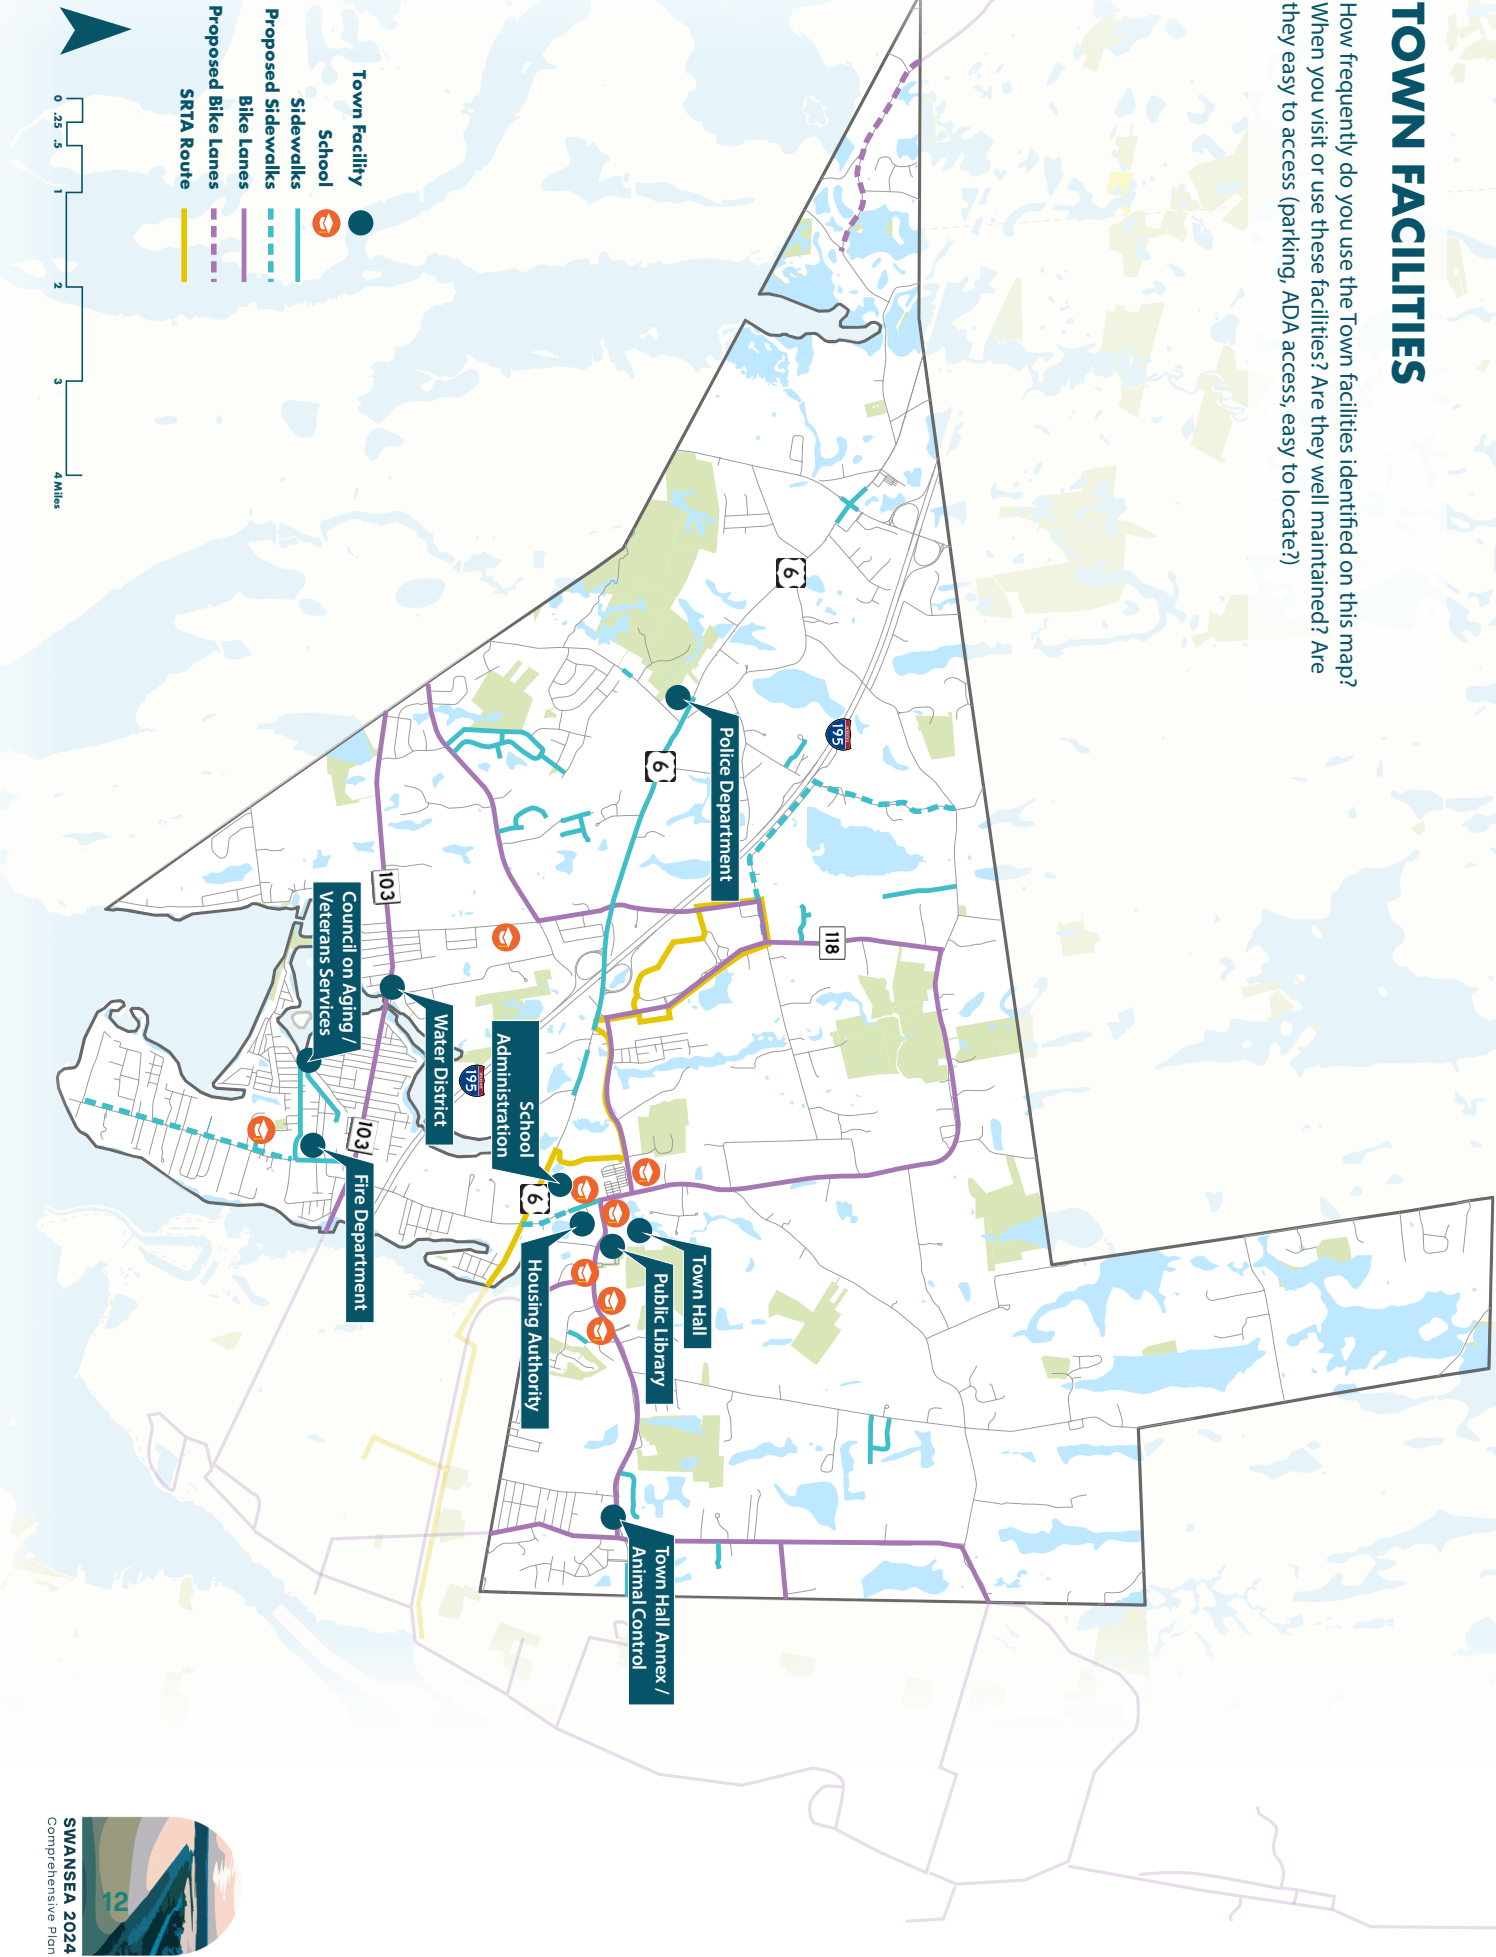 TOWN FACILITIES
How frequently do you use the Town facilities identified on this map?
When you visit or use these facilities? Are they well maintained? Are
they easy to access (parking, ADA access, easy to locate?)
Town Facility
School
Sidewalks
Proposed Sidewalks
Bike Lanes
Proposed Bike Lanes
SRTA Route
0 .25 .5 1 2 3 4 Miles
6
195
Police Department
6
118
103
Council on Aging /
Veterans Services
Water District
195
School
Administration
103
6
Fire Department
Town Hall
Public Library
Housing Authority
Town Hall Annex /
Animal Control
12
SWANSEA 2024
Comprehensive Plan